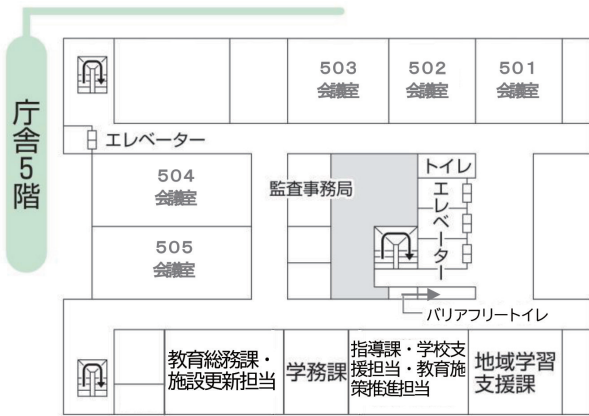 庁舎5階
503
会議室
502
会議室
501
会議室
エレベーター
504
会議室
505
会議室
監査事務局
トイレ
エレベーター
バリアフリートイレ
教育総務課・
施設更新担当
学務課
指導課・学校支
援担当・教育施
策推進担当
地域学習
支援課